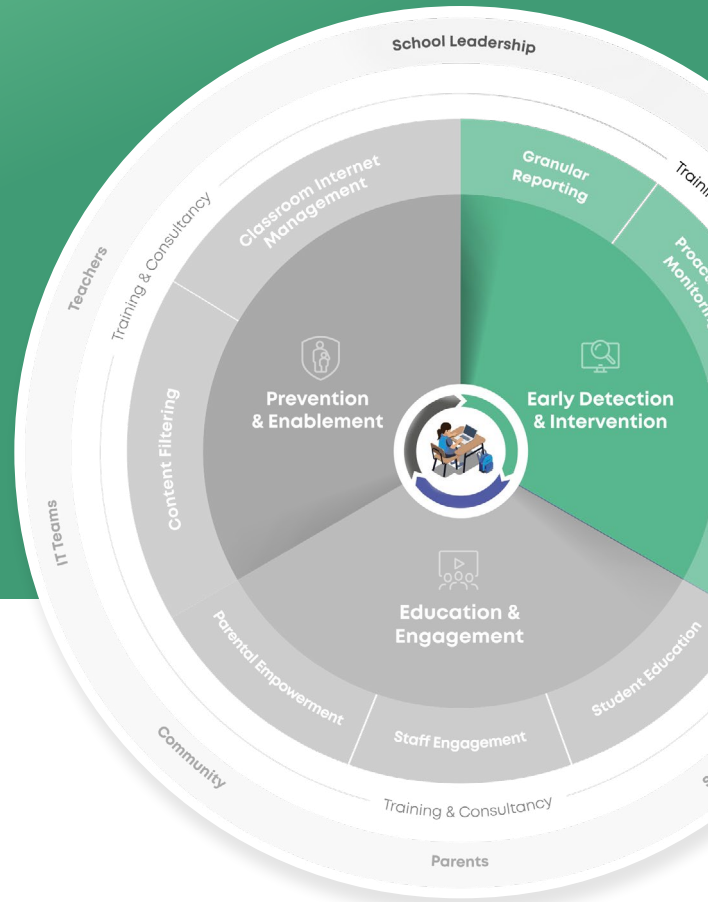 School Leadership
Granular
Reporting
Classroom Internet
Management
Training & Consultancy
Teachers
Prevention
& Enablement
Early Detection
& Intervention
Content Filtering
IT Teams
Education &
Engagement
Parental Empowerment
Staff Engagement
Student Education
Community
Training & Consultancy
Parents